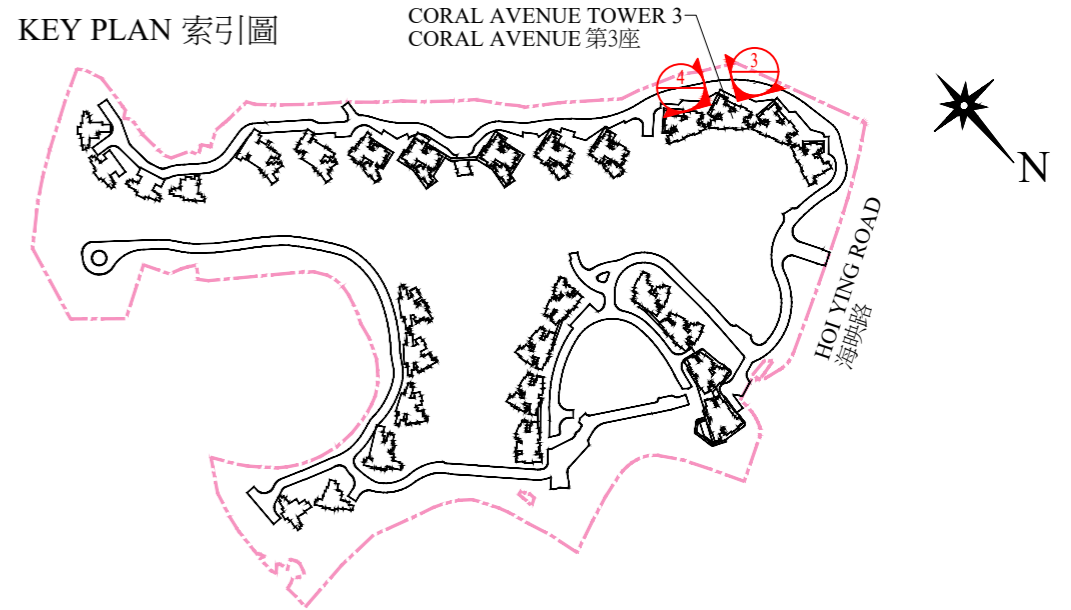 KEY PLAN 索引圖
CORAL AVENUE TOWER 3
CORAL AVENUE 第3座
4
3
N
HOI YING ROAD
海映路